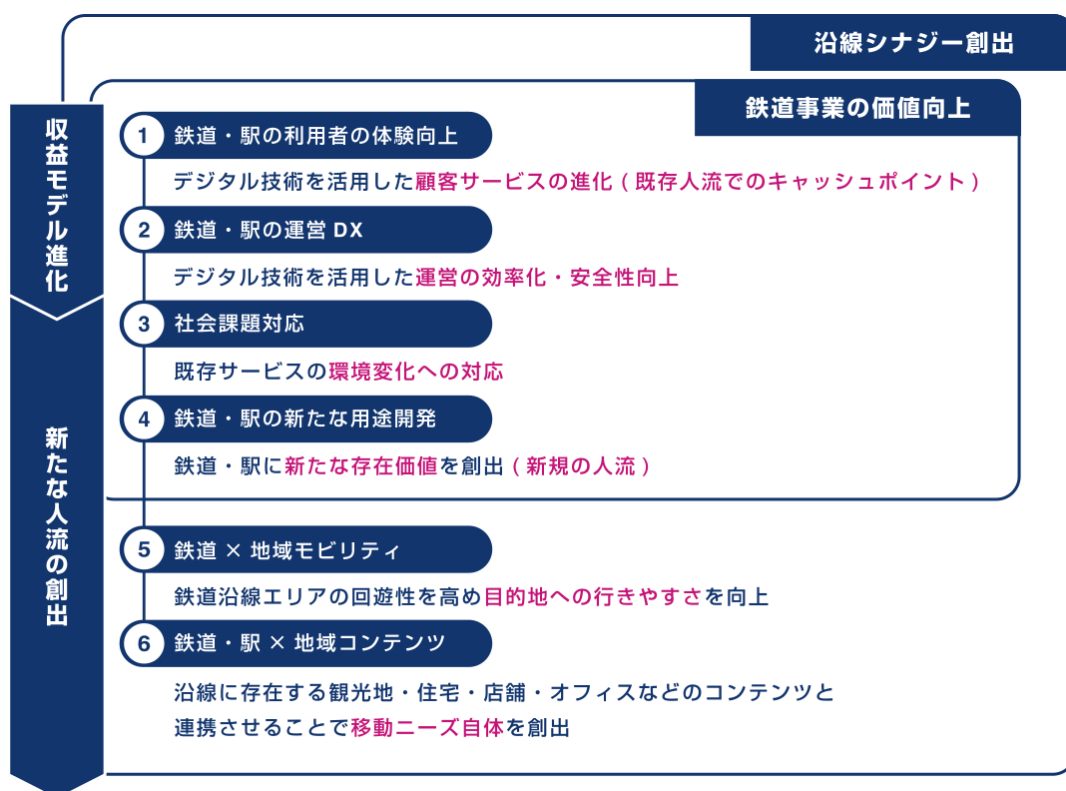 沿線シナジー創出
鉄道事業の価値向上
収益モデル進化
1 鉄道・駅の利用者の体験向上
デジタル技術を活用した顧客サービスの進化 ( 既存人流でのキャッシュポイント )
2 鉄道・駅の運営 DX
デジタル技術を活用した運営の効率化・安全性向上
3 社会課題対応
既存サービスの環境変化への対応
新たな人流の創出
4 鉄道・駅の新たな用途開発
鉄道・駅に新たな存在価値を創出 ( 新規の人流 )
5 鉄道 × 地域モビリティ
鉄道沿線エリアの回遊性を高め目的地への行きやすさを向上
6 鉄道・駅 × 地域コンテンツ
沿線に存在する観光地・住宅・店舗・オフィスなどのコンテンツと
連携させることで移動ニーズ自体を創出